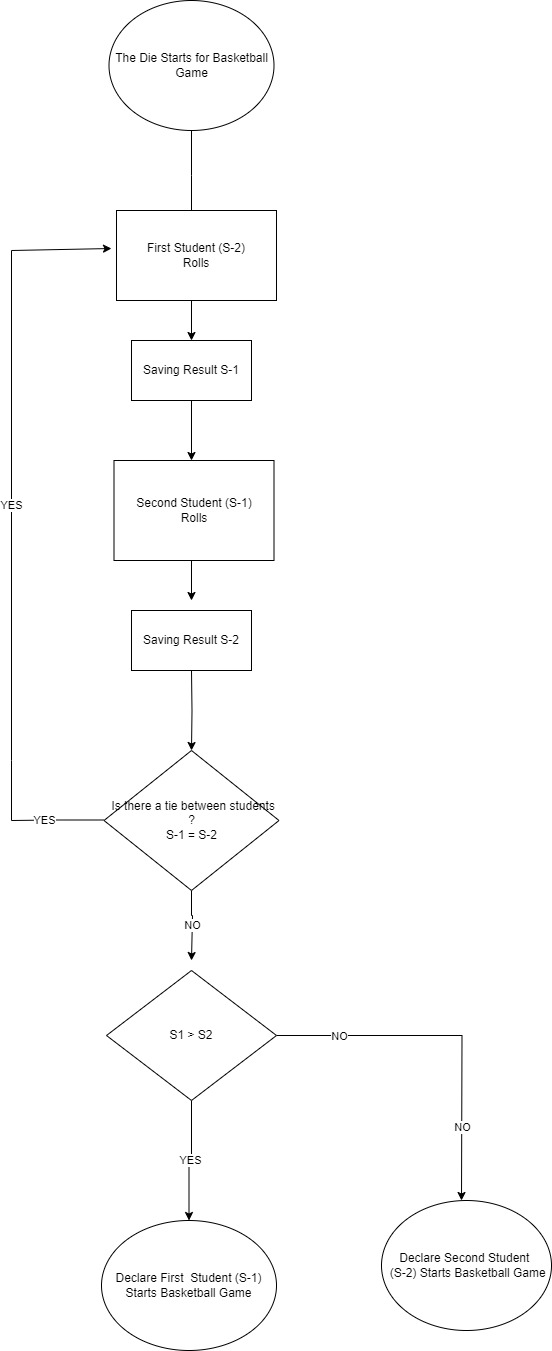 The Die Starts for Basketball
Game
First Student (S-2)
Rolls
Saving Result S-1
Second Student (S-1)
Rolls
YES
Saving Result S-2
Is there a tie between students
?
S-1 = S-2
YES
NO
S1 > S2
NO
NO
YES
Declare Second Student
(S-2) Starts Basketball Game
Declare First Student (S-1)
Starts Basketball Game